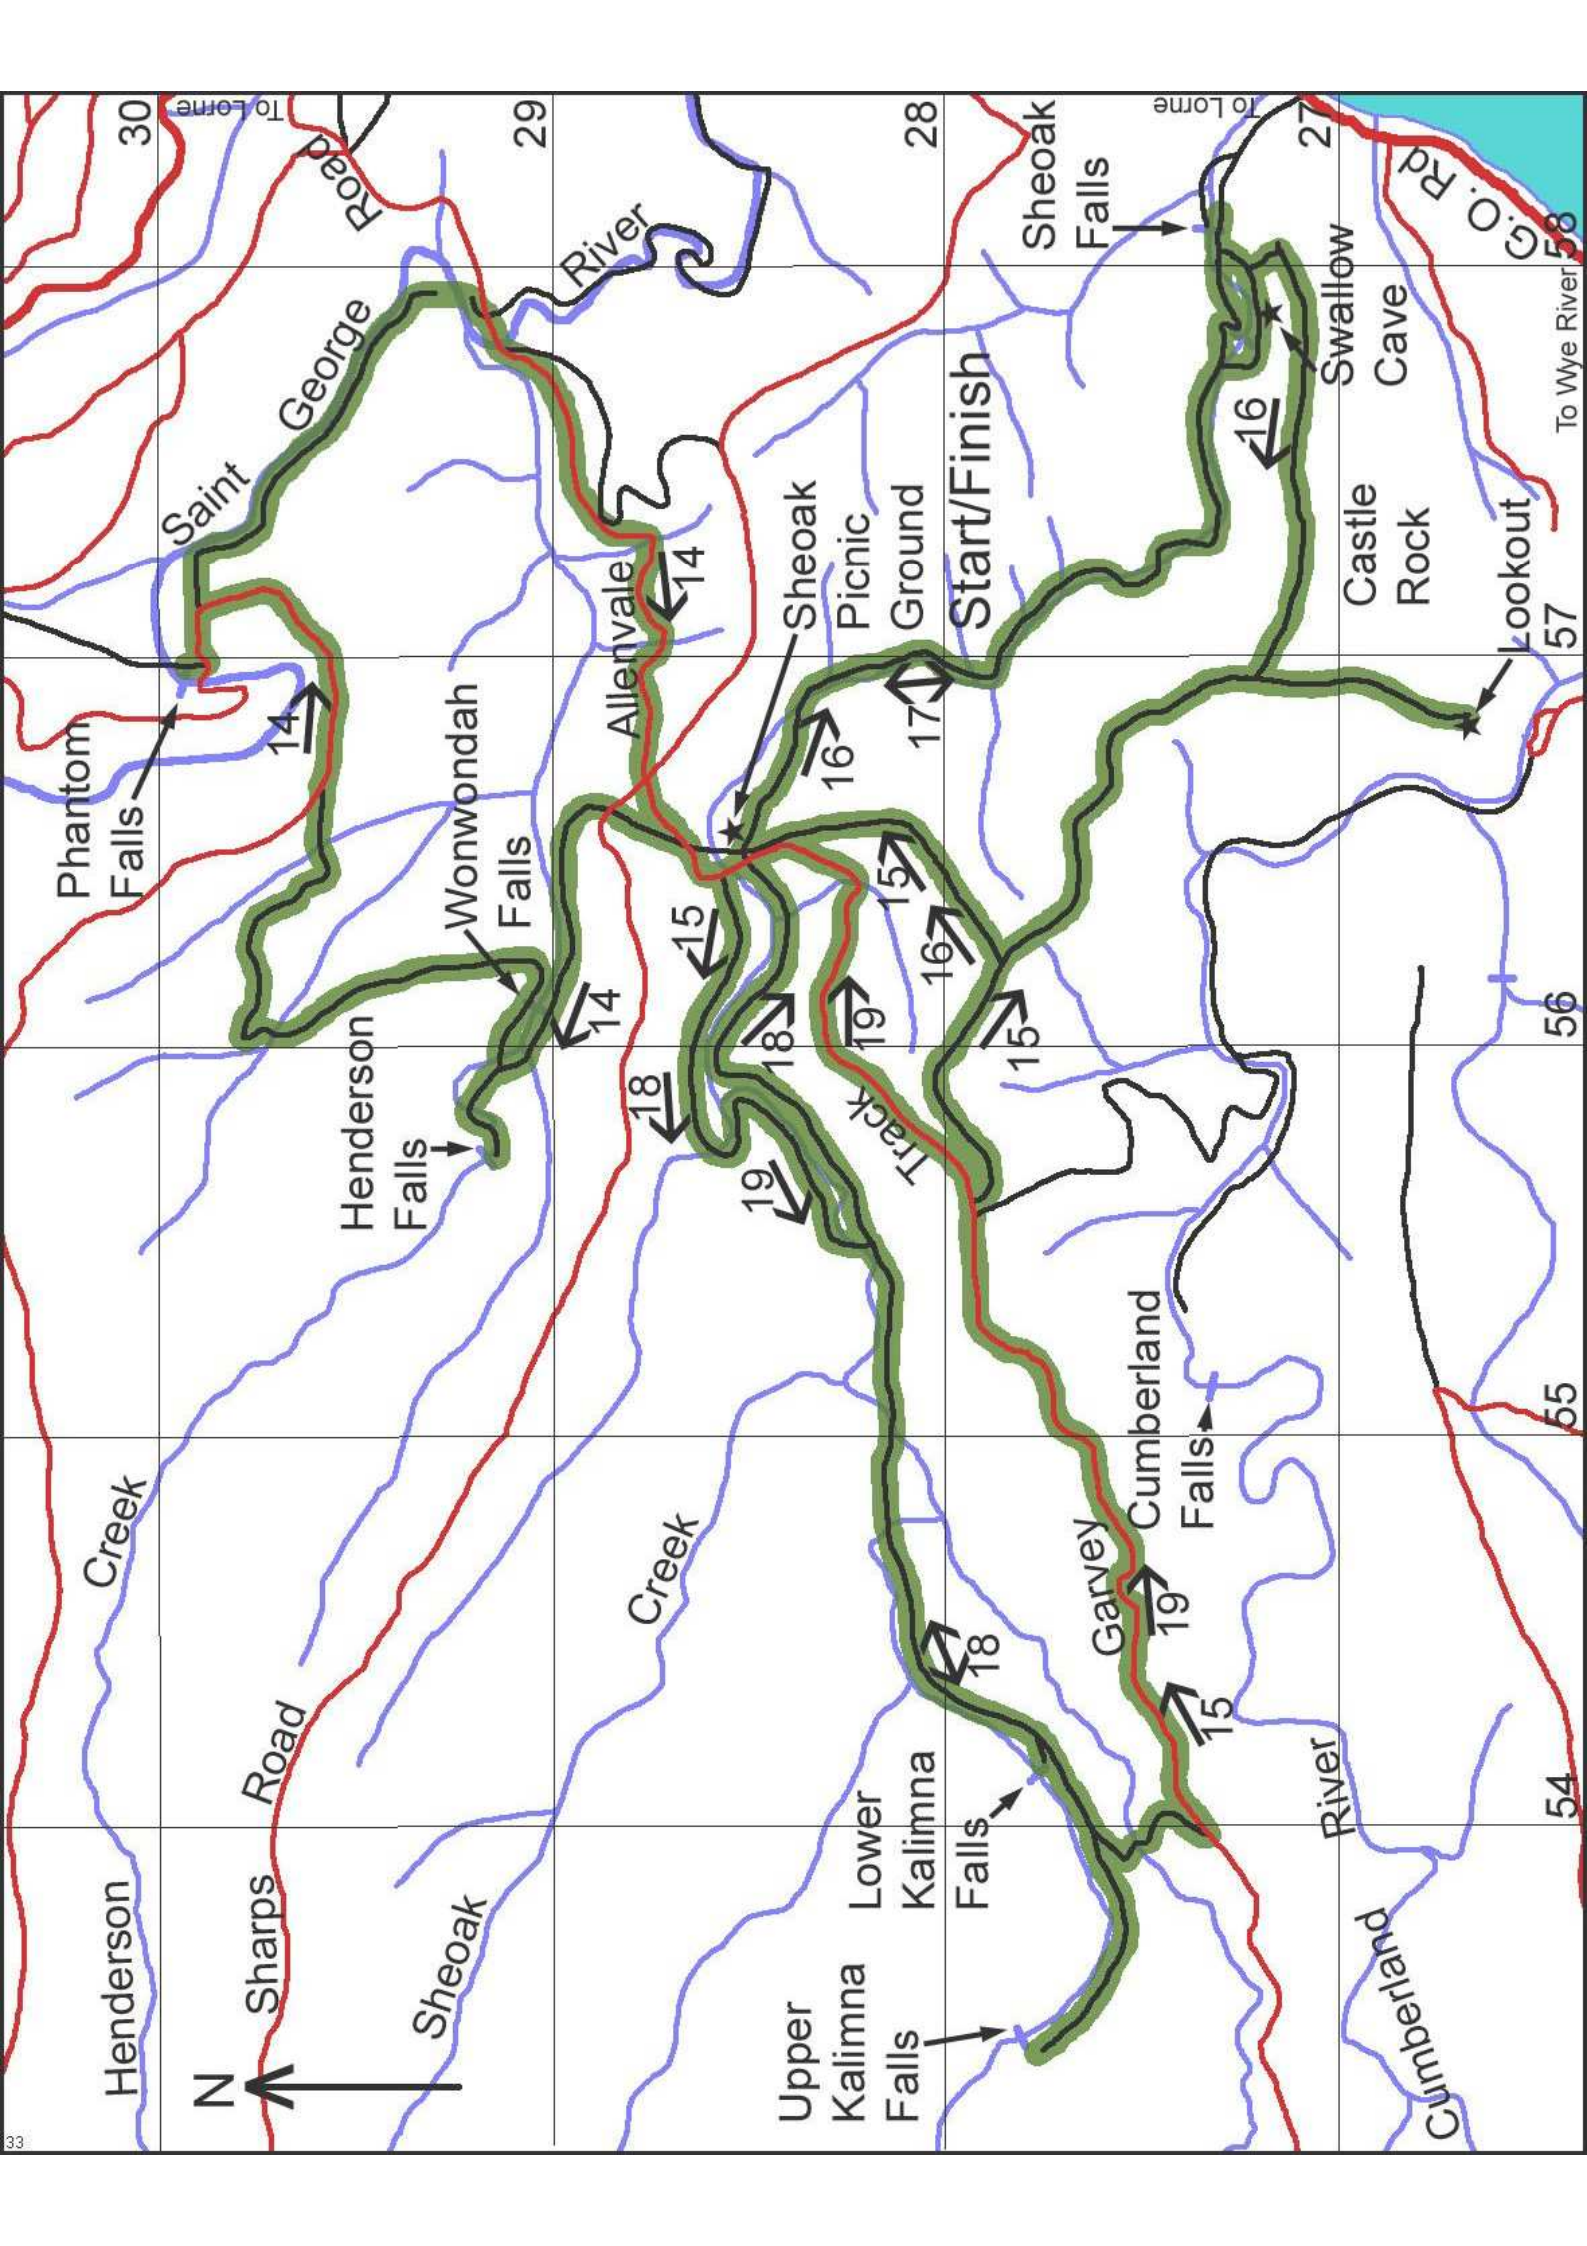 33
Henderson
Creek
Sharps
Road
Sheoak
Creek
N
Phantom
Falls
Saint
George
30
To Lorne
Road
14
Wonwondah
Falls
29
River
Henderson
Falls
14
Allenvale
14
15
18
18
19
Sheoak
Picnic
Ground
Start/Finish
16
17
28
Upper
Kalimna
Falls
Lower
Kalimna
Falls
18
Garvey
Track
19
19
15
15
15
16
Sheoak
Falls
To Lorne
27
16
Swallow
Cave
Castle
Rock
Lookout
Cumberland
Falls
Cumberland
River
54
55
56
57
58
To Wye River
G.O. Rd